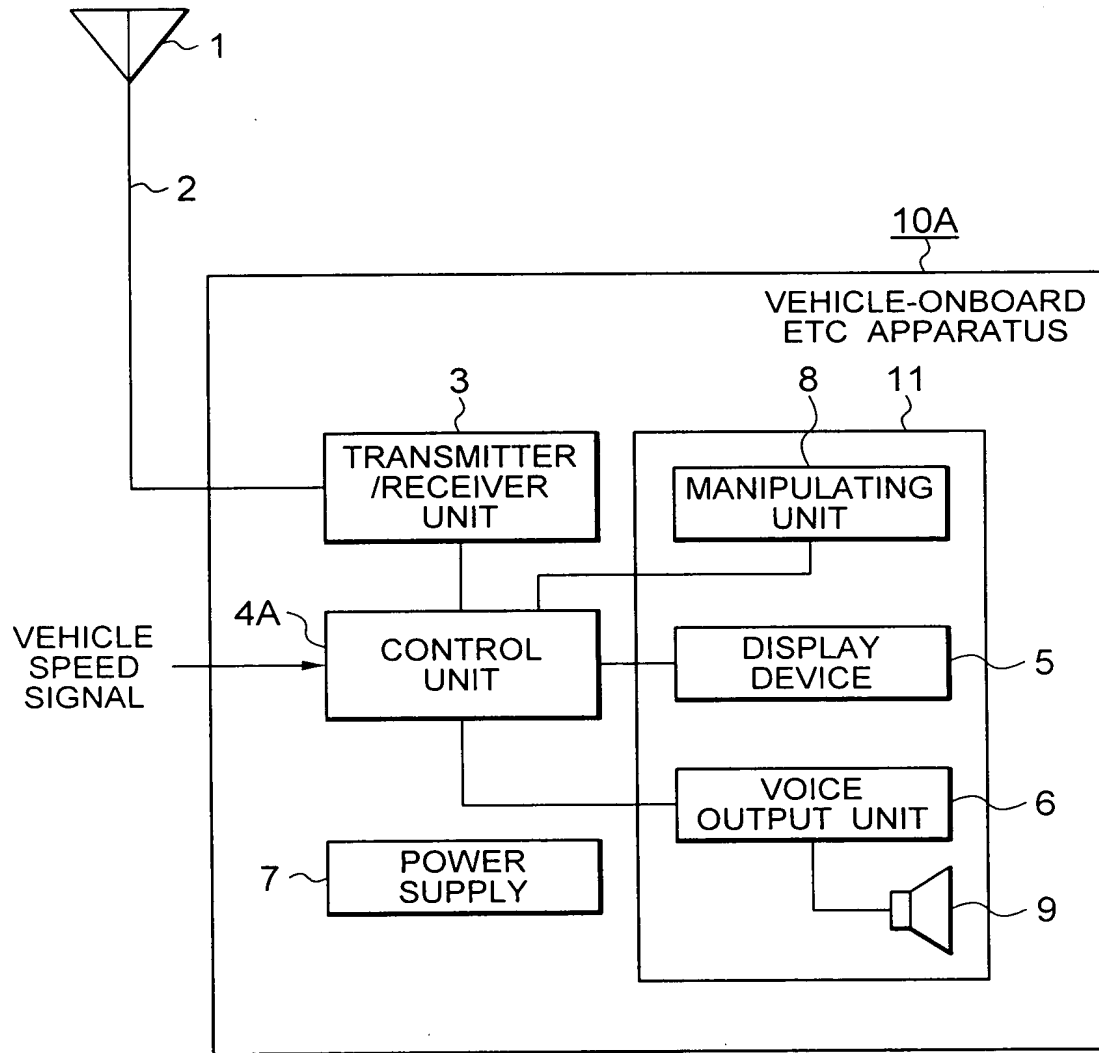 1
2
10A
VEHICLE-ONBOARD
ETC APPARATUS
3
8
11
TRANSMITTER
/RECEIVER
UNIT
MANIPULATING
UNIT
4A
VEHICLE
SPEED
SIGNAL
CONTROL
UNIT
DISPLAY
DEVICE
5
VOICE
OUTPUT UNIT
6
7
POWER
SUPPLY
9